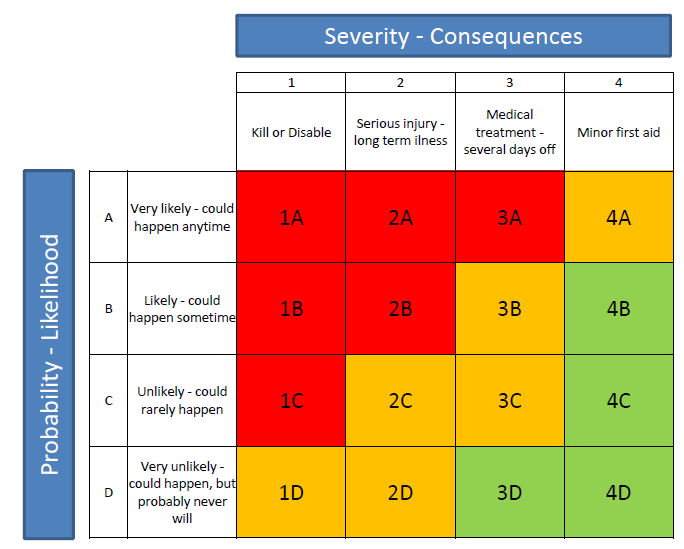 Severity - Consequences
1
2
3
4
Kill or Disable
Serious injury -
long term ilness
Medical
treatment -
several days off
Minor first aid
Probability - Likelihood
A
Very likely - could
happen anytime
1A
2A
3A
4A
B
Likely - could
happen sometime
1B
2B
3B
4B
C
Unlikely - could
rarely happen
1C
2C
3C
4C
D
Very unlikely -
could happen, but
probably never
will
1D
2D
3D
4D